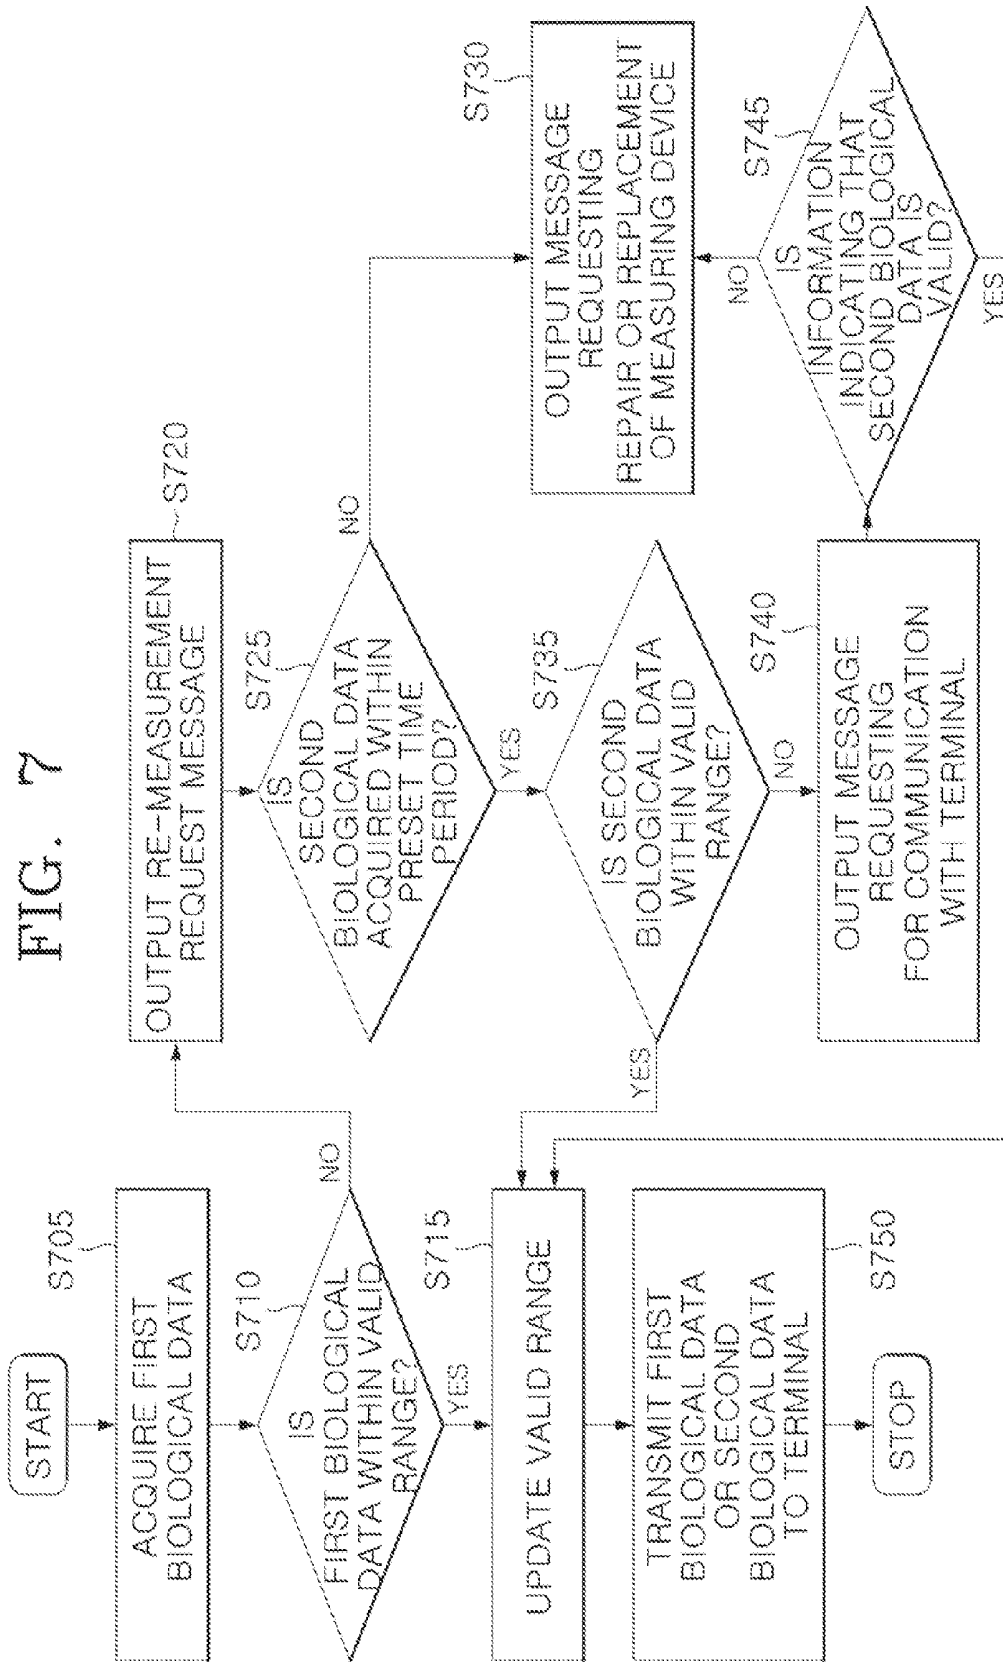 FIG. 7
START
S705
ACQUIRE FIRST
BIOLOGICAL DATA
S710
IS
FIRST BIOLOGICAL
DATA WITHIN VALID
RANGE?
NO
YES
S715
UPDATE VALID RANGE
TRANSMIT FIRST
BIOLOGICAL DATA
OR SECOND
BIOLOGICAL DATA
TO TERMINAL
S750
STOP
S720
OUTPUT RE-MEASUREMENT
REQUEST MESSAGE
S725
IS
SECOND
BIOLOGICAL DATA
ACQUIRED WITHIN
PRESET TIME
PERIOD?
NO
YES
S735
IS SECOND
BIOLOGICAL DATA
WITHIN VALID
RANGE?
YES
NO
S740
OUTPUT MESSAGE
REQUESTING
FOR COMMUNICATION
WITH TERMINAL
S730
OUTPUT MESSAGE
REQUESTING
REPAIR OR REPLACEMENT
OF MEASURING DEVICE
NO
S745
IS
INFORMATION
INDICATING THAT
SECOND BIOLOGICAL
DATA IS
VALID?
YES